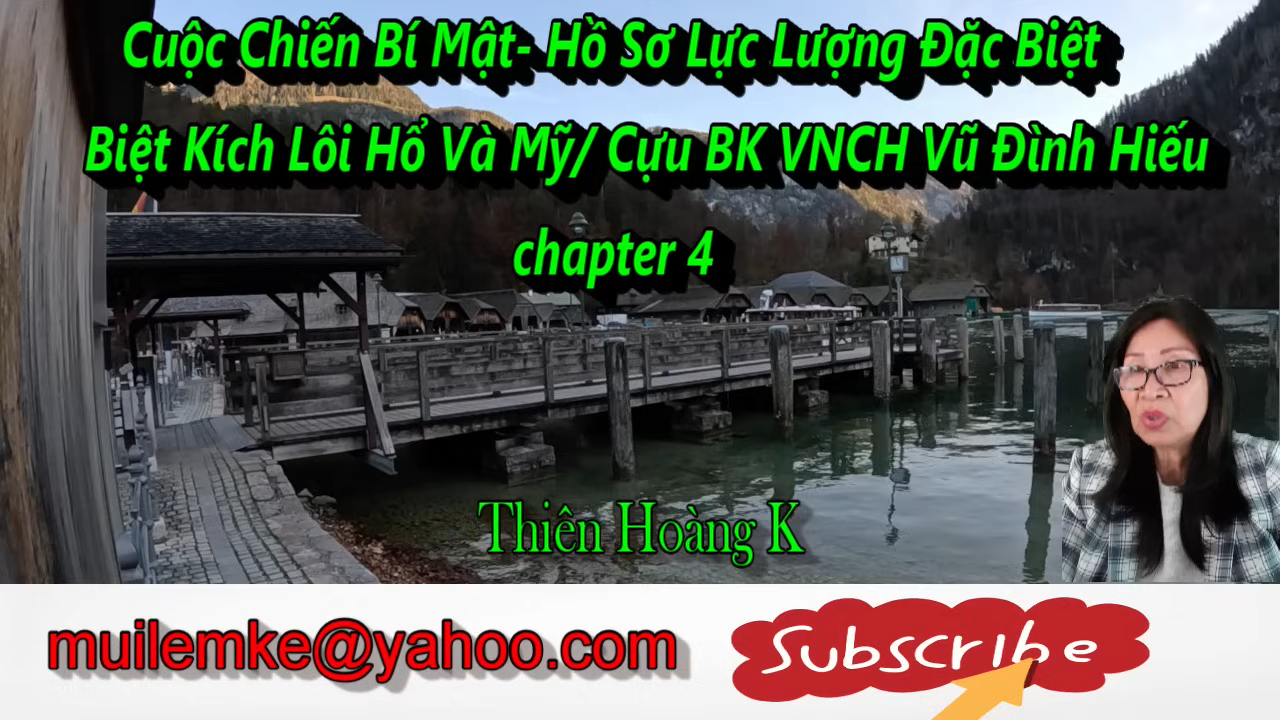 Cuộc Chiến Bí Mật- Hồ Sơ Lực Lượng Đặc Biệt
Biệt Kích Lôi Hổ Và Mỹ/ Cựu BK VNCH Vũ Đình Hiếu
chapter 4
Thiên Hoàng K
muilemke@yahoo.com
Subscribe